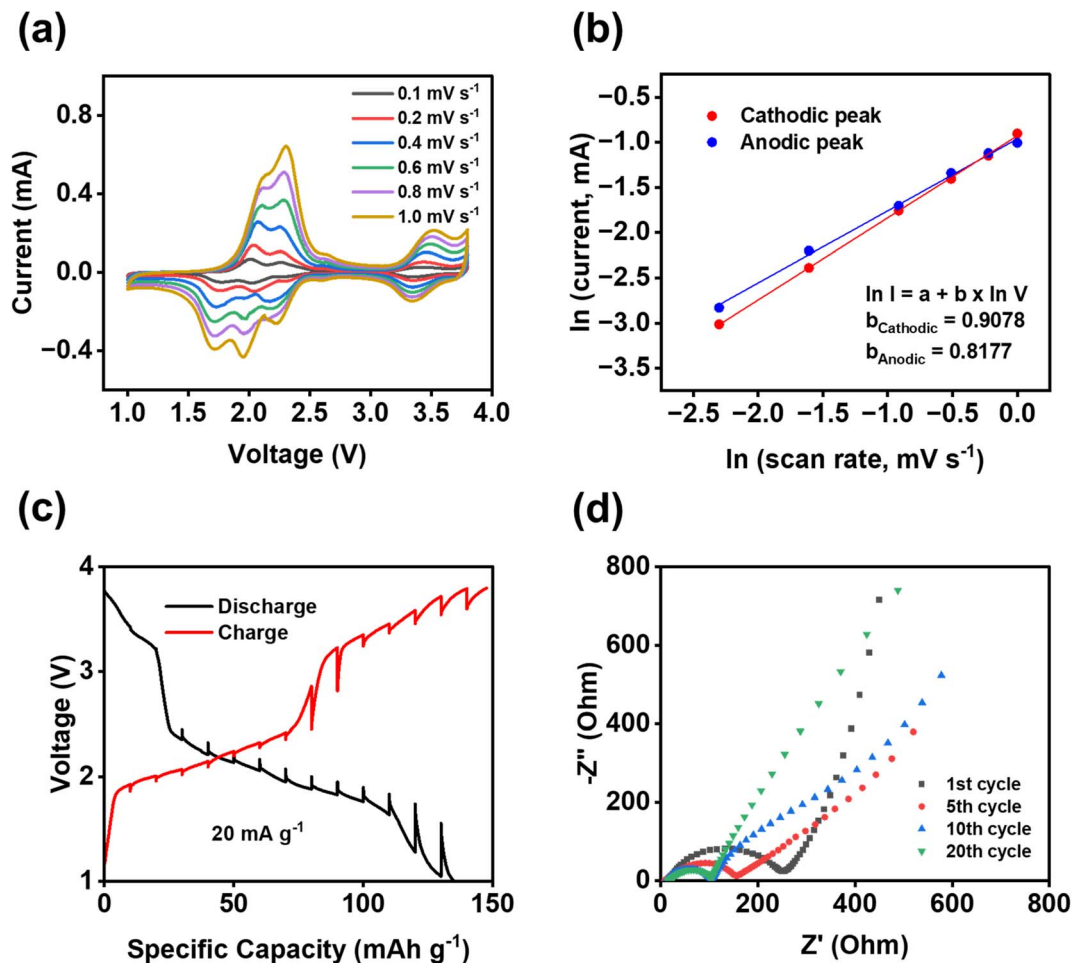 (a)
0.8
0.4
0.0
−0.4
Current (mA)
1.0 1.5 2.0 2.5 3.0 3.5 4.0
Voltage (V)
0.1 mV s⁻¹
0.2 mV s⁻¹
0.4 mV s⁻¹
0.6 mV s⁻¹
0.8 mV s⁻¹
1.0 mV s⁻¹
(b)
−0.5
−1.0
−1.5
−2.0
−2.5
−3.0
−3.5
ln (current, mA)
Cathodic peak
Anodic peak
ln I = a + b x ln V
bCathodic = 0.9078
bAnodic = 0.8177
−2.5 −2.0 −1.5 −1.0 −0.5 0.0
ln (scan rate, mV s⁻¹)
(c)
4
3
2
1
Voltage (V)
Discharge
Charge
20 mA g⁻¹
0 50 100 150
Specific Capacity (mAh g⁻¹)
(d)
800
600
400
200
0
-Z'' (Ohm)
1st cycle
5th cycle
10th cycle
20th cycle
0 200 400 600 800
Z' (Ohm)